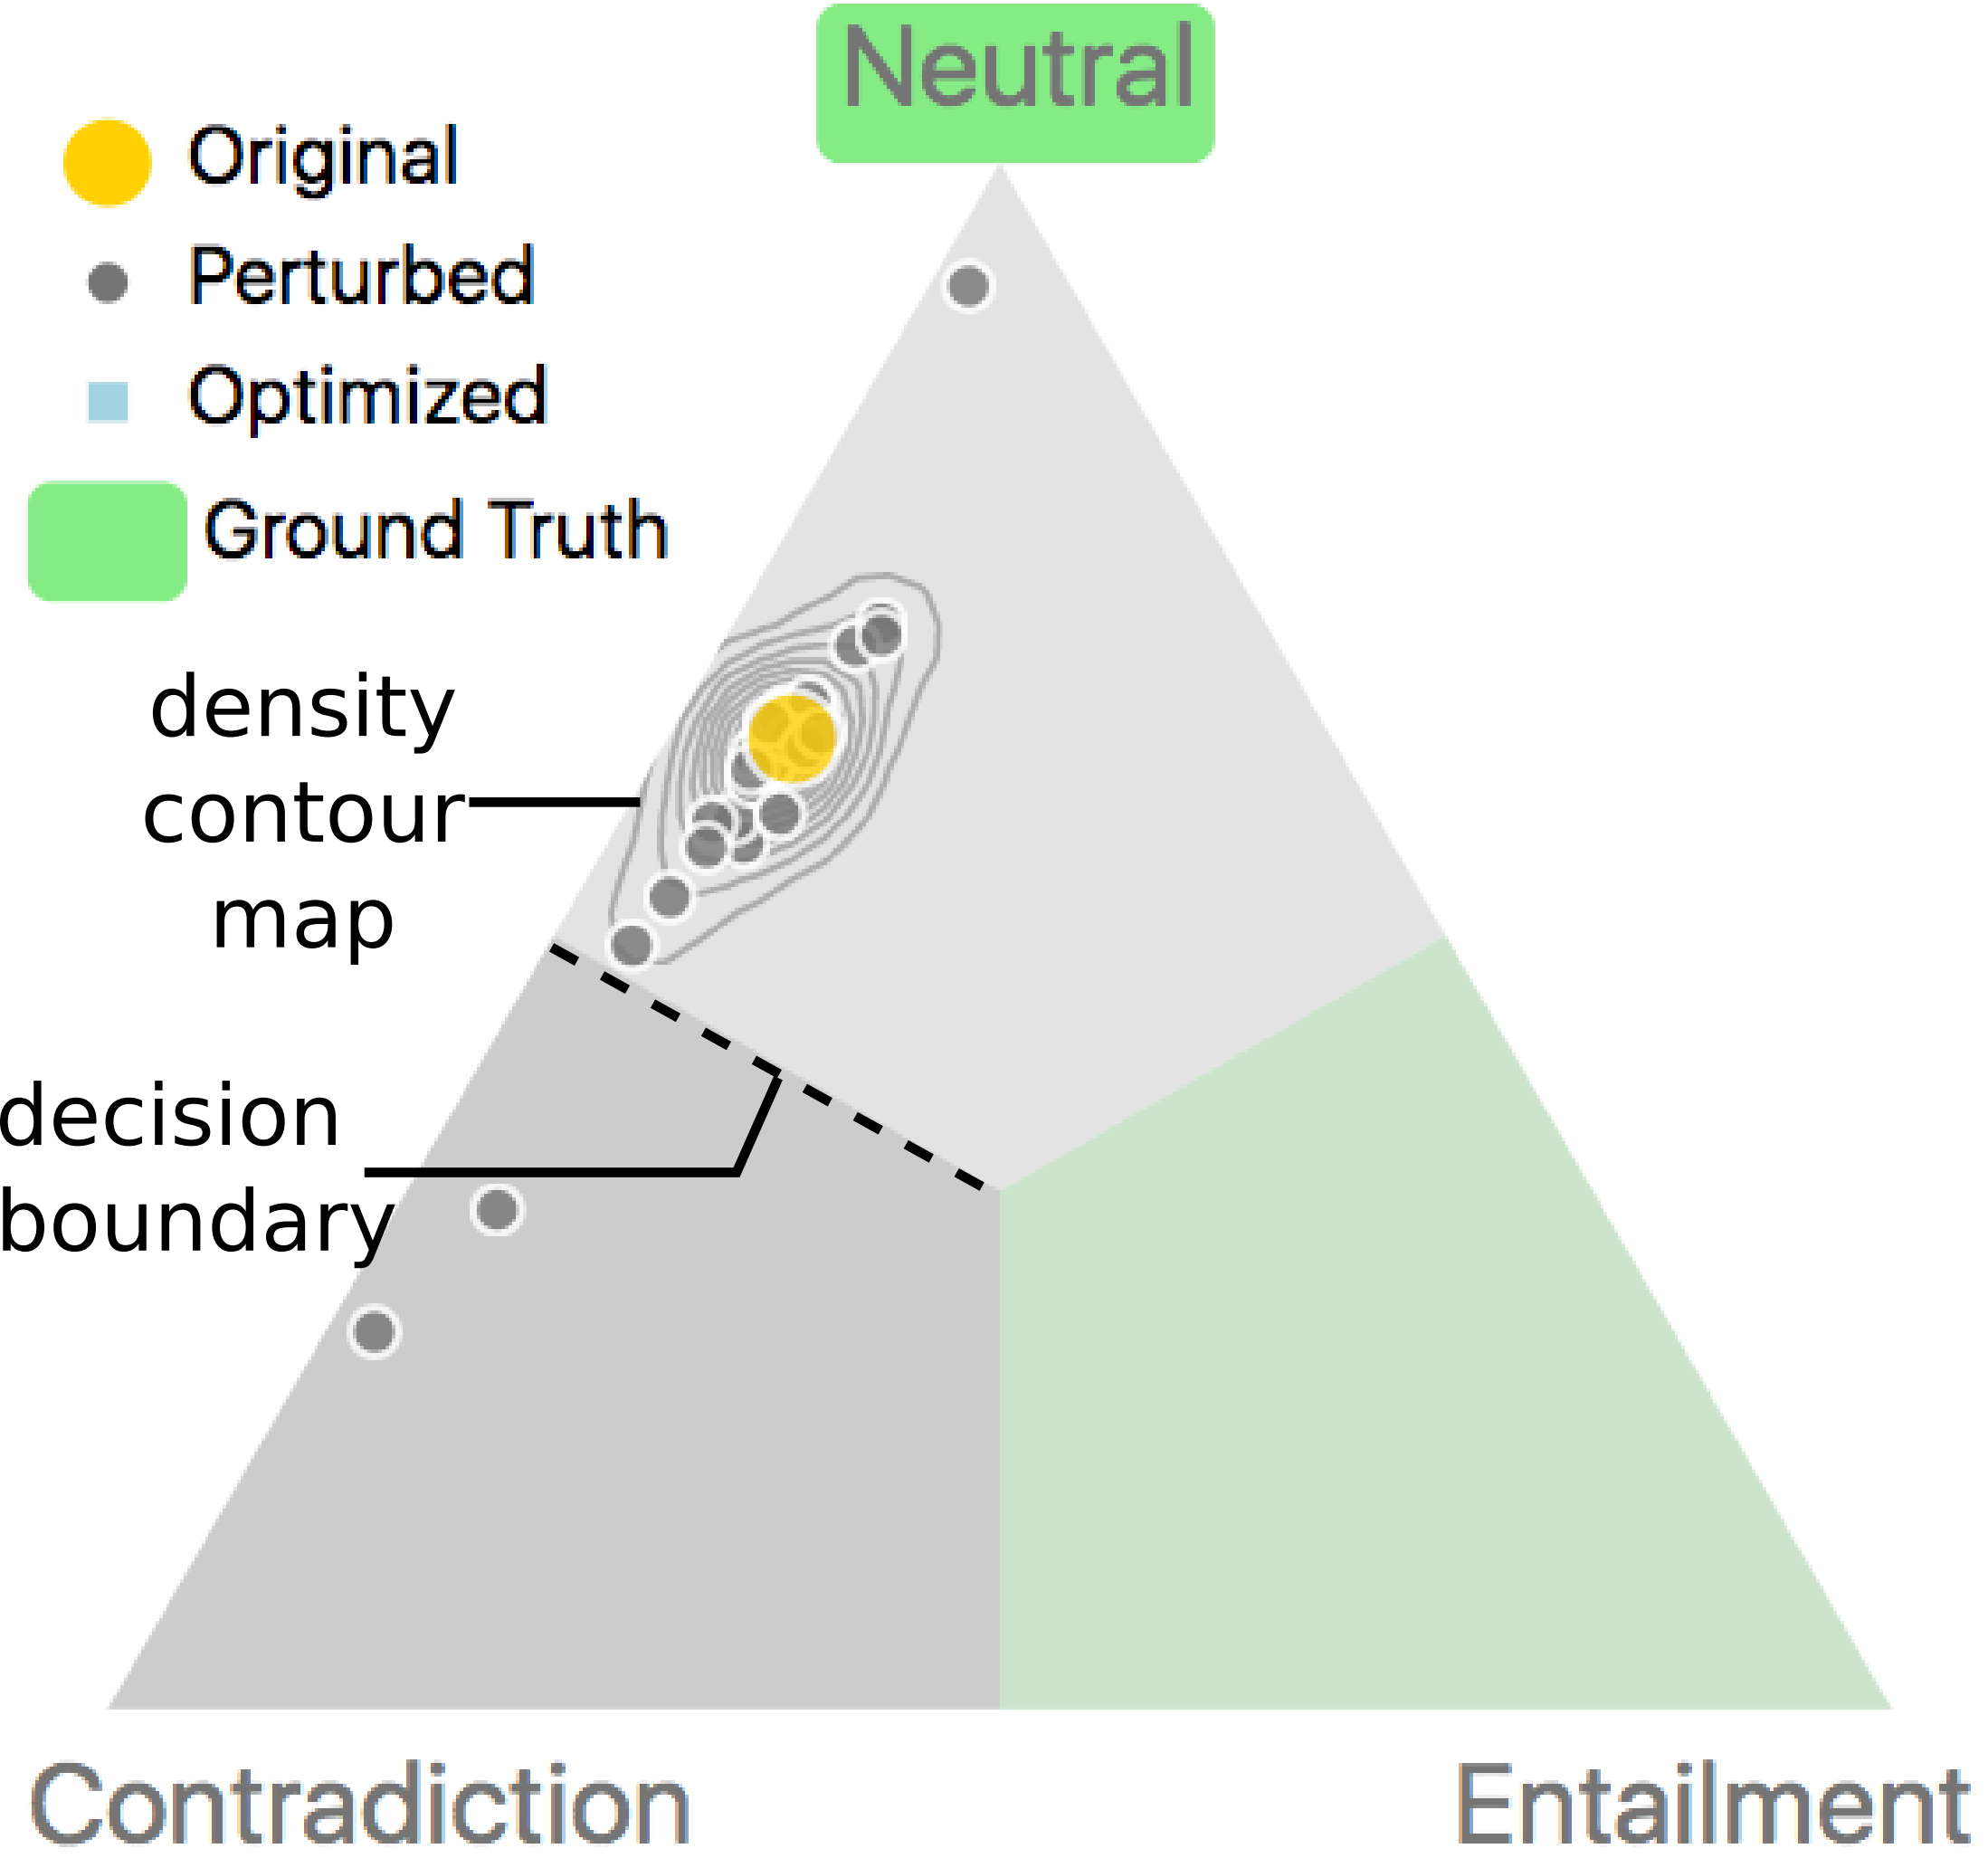 Neutral
Original
Perturbed
Optimized
Ground Truth
density
contour
map
decision
boundary
Contradiction
Entailment